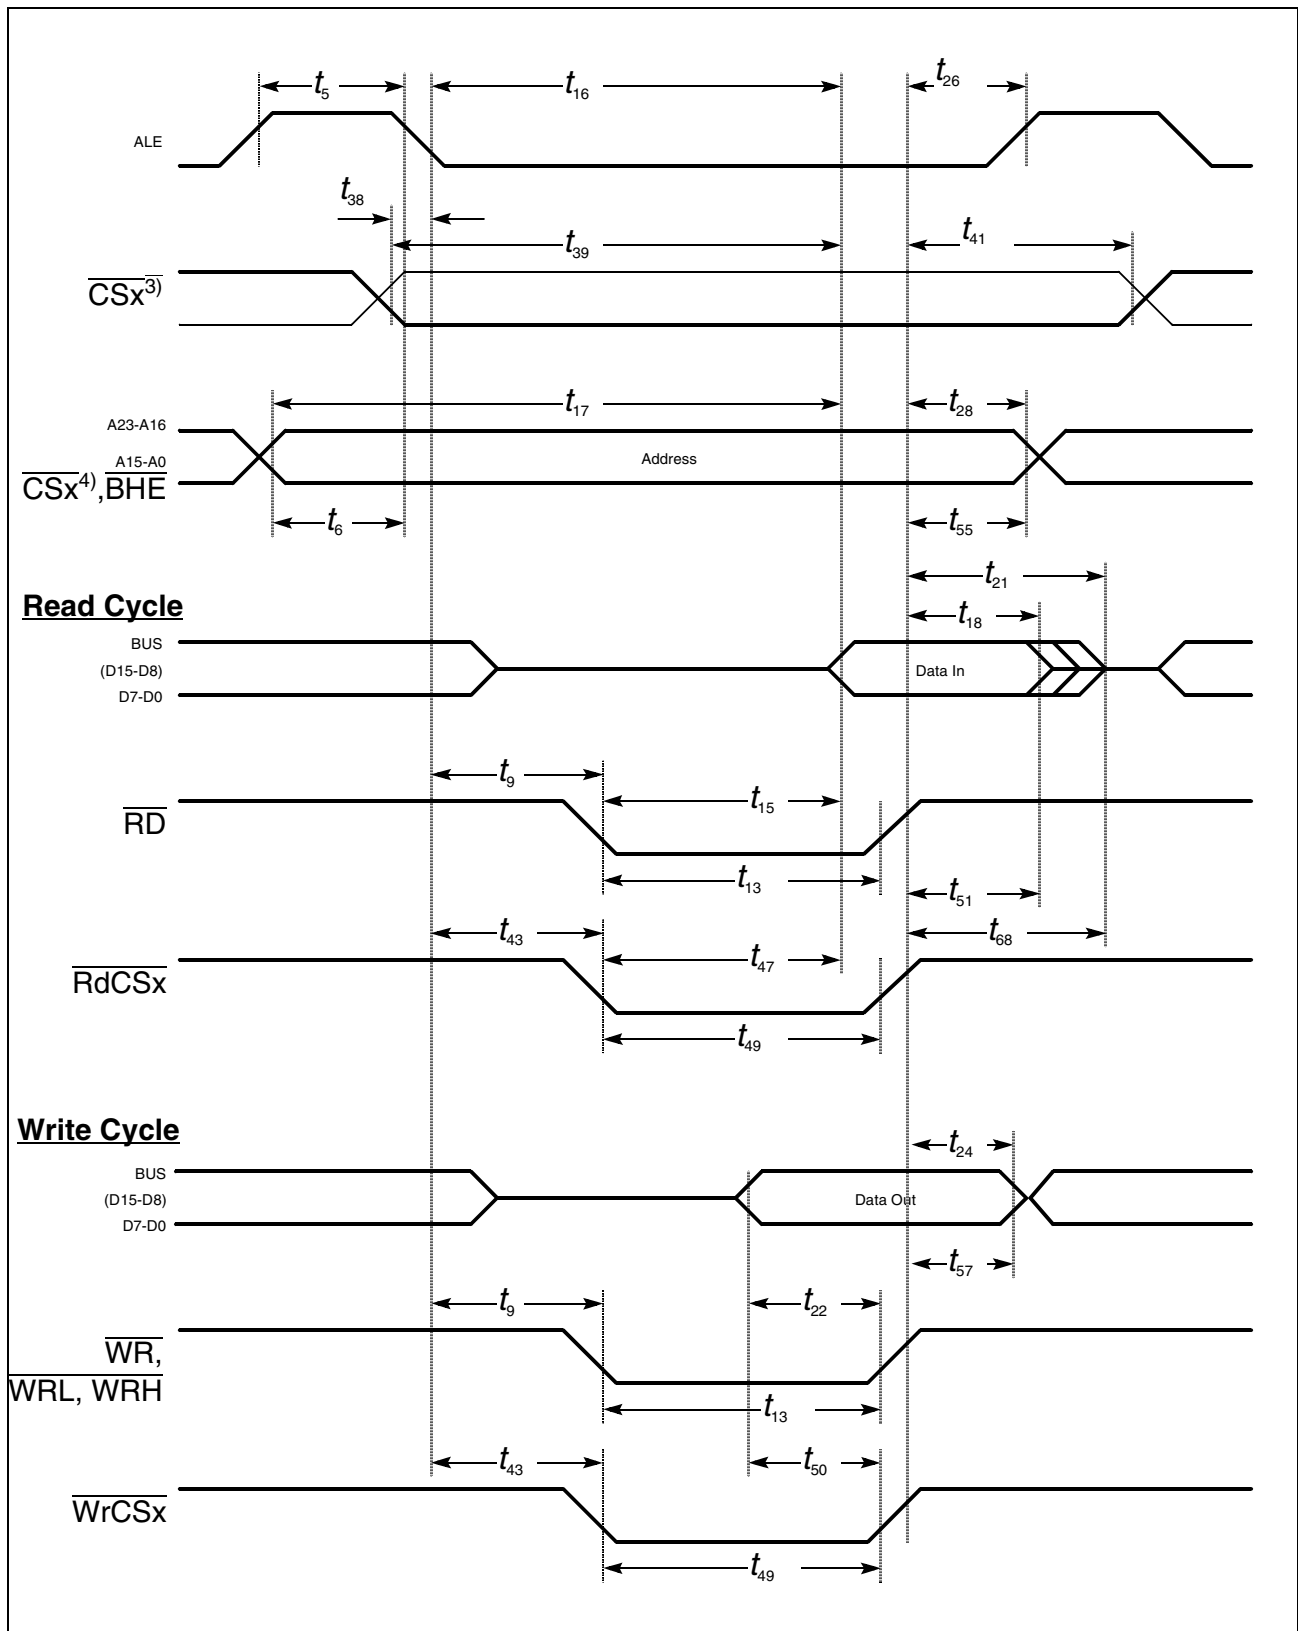 t5 t16 t26
ALE
t38
t39 t41
CSx3)
t17 t28
A23-A16
A15-A0 Address
CSx4),BHE
t6 t55
t21
Read Cycle
t18
BUS
(D15-D8) Data In
D7-D0
t9
t15
RD
t13
t51
t43 t68
t47
RdCSx
t49
Write Cycle
t24
BUS
(D15-D8) Data Out
D7-D0
t57
t9 t22
WR,
WRL, WRH
t13
t43 t50
WrCSx
t49